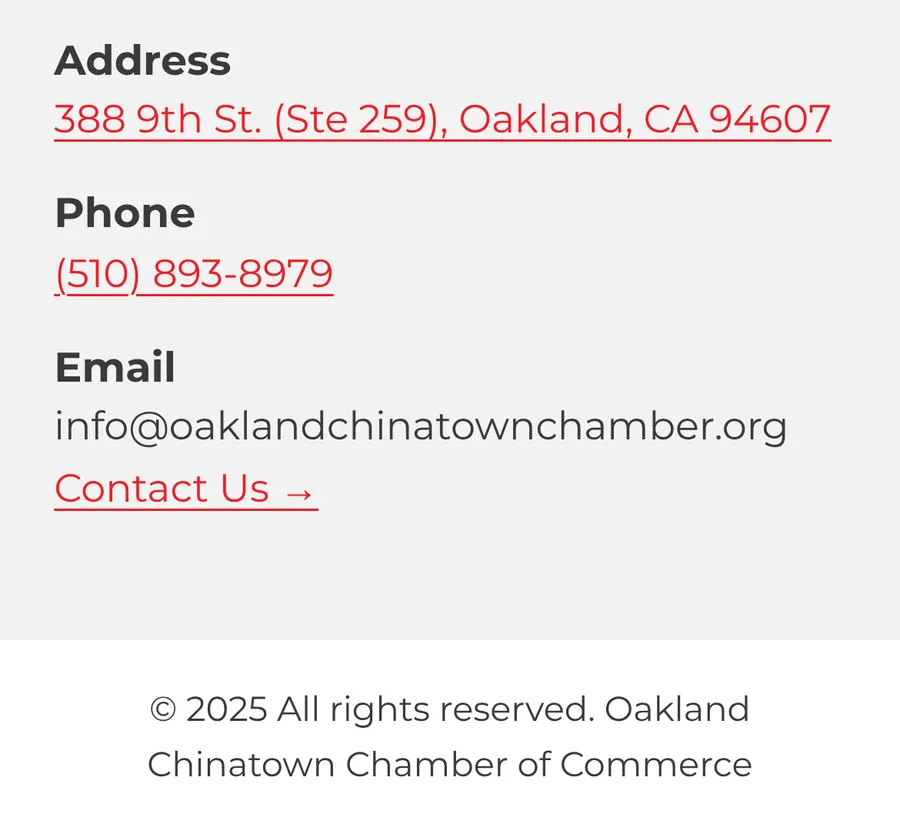 Address
388 9th St. (Ste 259), Oakland, CA 94607
Phone
(510) 893-8979
Email
info@oaklandchinatownchamber.org
Contact Us →
© 2025 All rights reserved. Oakland
Chinatown Chamber of Commerce